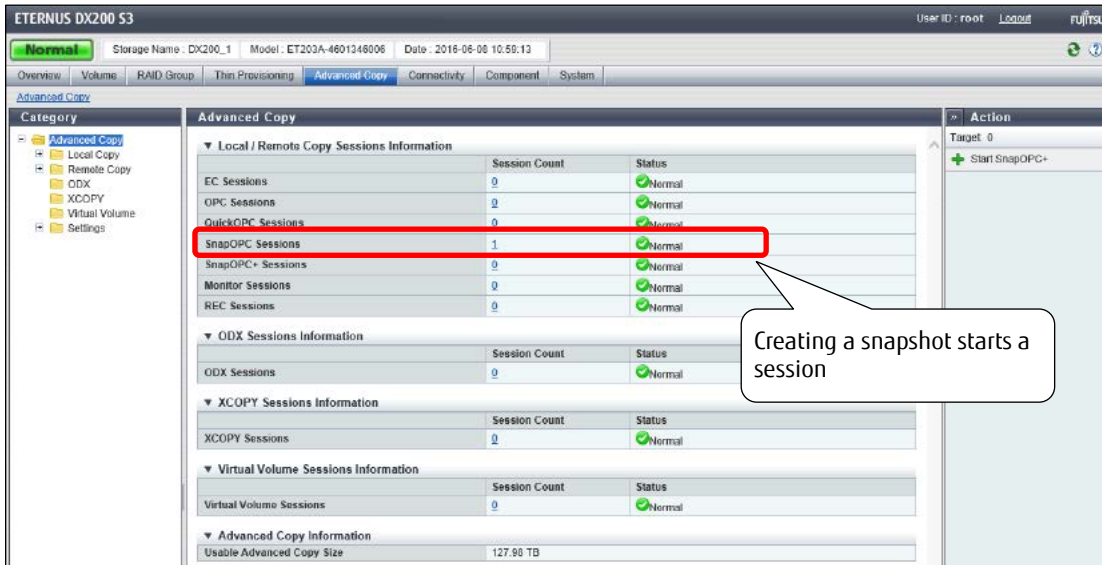 ETERNUS DX200 S3
User ID : root Logout FUJITSU
Normal Storage Name : DX200_1 Model : ET203A-4601346006 Date : 2016-06-08 10:59:13
Overview Volume RAID Group Thin Provisioning Advanced Copy Connectivity Component System
Advanced Copy
Category
Advanced Copy
Local Copy
Remote Copy
ODX
XCOPY
Virtual Volume
Settings
Advanced Copy
▼ Local / Remote Copy Sessions Information
Session Count Status
EC Sessions 0 Normal
OPC Sessions 0 Normal
QuickOPC Sessions 0 Normal
SnapOPC Sessions 1 Normal
SnapOPC+ Sessions 0 Normal
Monitor Sessions 0 Normal
REC Sessions 0 Normal
▼ ODX Sessions Information
Session Count Status
ODX Sessions 0 Normal
▼ XCOPY Sessions Information
Session Count Status
XCOPY Sessions 0 Normal
▼ Virtual Volume Sessions Information
Session Count Status
Virtual Volume Sessions 0 Normal
▼ Advanced Copy Information
Usable Advanced Copy Size 127.98 TB
» Action
Target 0
Start SnapOPC+
Creating a snapshot starts a
session